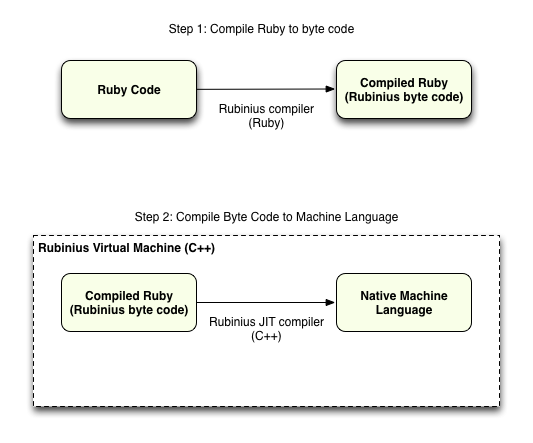 Step 1: Compile Ruby to byte code
Ruby Code
Compiled Ruby
(Rubinius byte code)
Rubinius compiler
(Ruby)
Step 2: Compile Byte Code to Machine Language
Rubinius Virtual Machine (C++)
Compiled Ruby
(Rubinius byte code)
Native Machine
Language
Rubinius JIT compiler
(C++)